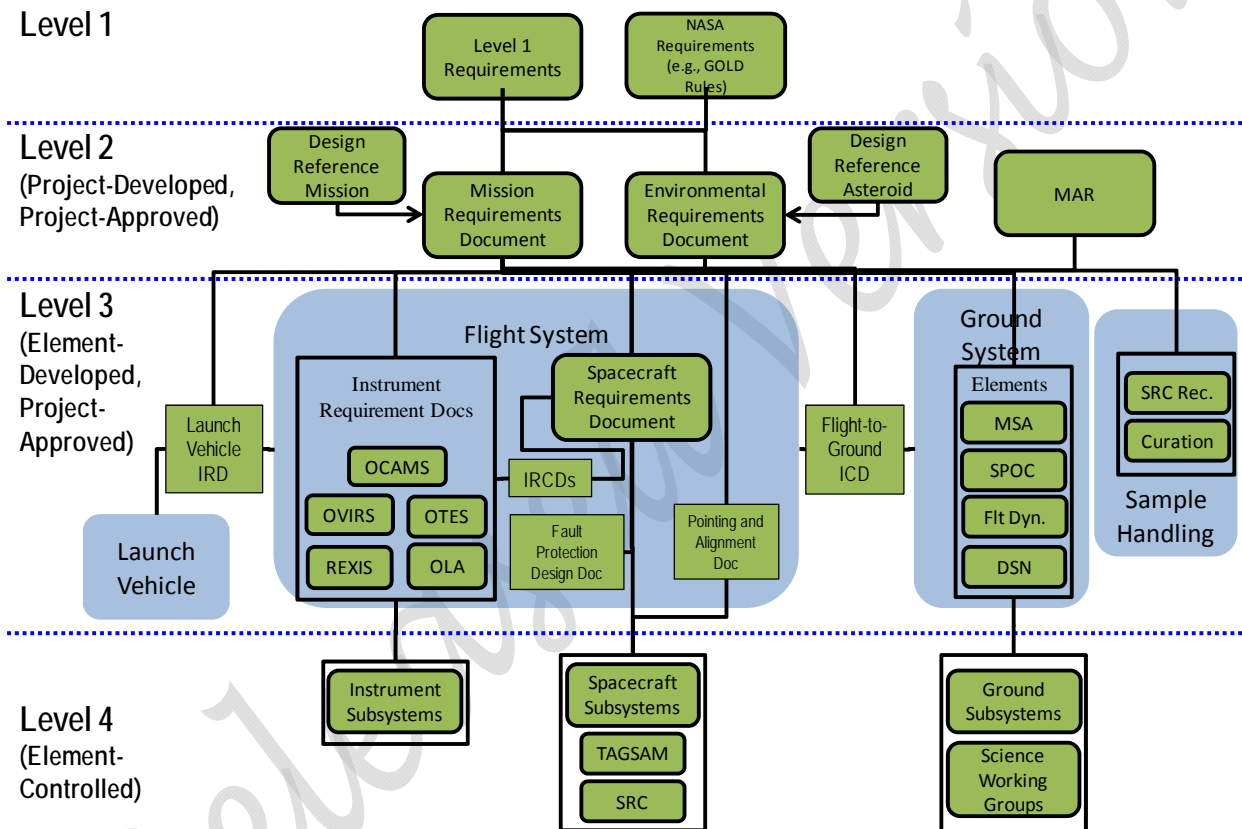 Level 1
Level 1
Requirements
NASA
Requirements
(e.g., GOLD
Rules)
Level 2
(Project-Developed,
Project-Approved)
Design
Reference
Mission
Mission
Requirements
Document
Environmental
Requirements
Document
Design
Reference
Asteroid
MAR
Level 3
(Element-
Developed,
Project-
Approved)
Launch
Vehicle
IRD
Launch
Vehicle
Flight System
Instrument
Requirement Docs
OCAMS
OVIRS
OTES
REXIS
OLA
IRCDs
Spacecraft
Requirements
Document
Fault
Protection
Design Doc
Pointing and
Alignment
Doc
Flight-to-
Ground
ICD
Ground
System
Elements
MSA
SPOC
Flt Dyn.
DSN
SRC Rec.
Curation
Sample
Handling
Level 4
(Element-
Controlled)
Instrument
Subsystems
Spacecraft
Subsystems
TAGSAM
SRC
Ground
Subsystems
Science
Working
Groups